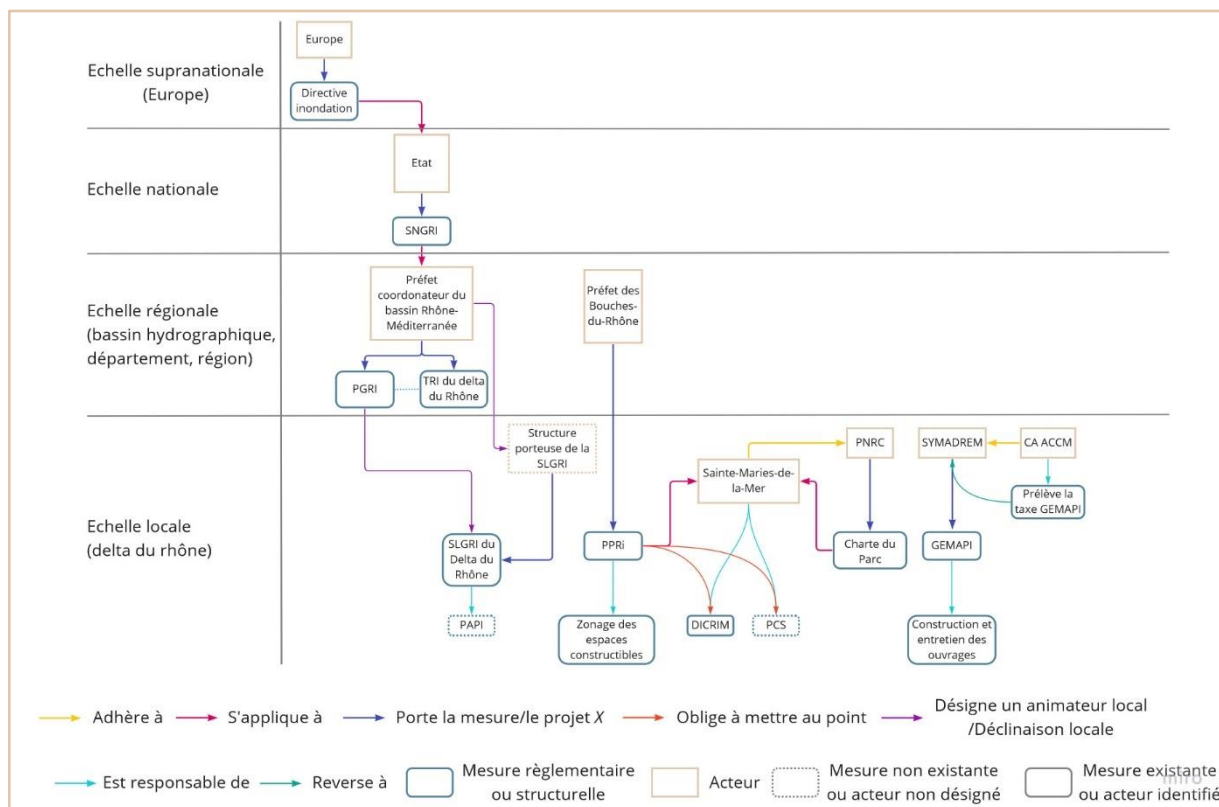 Echelle supranationale
(Europe)
Europe
Directive
inondation
Echelle nationale
Etat
SNGRI
Echelle régionale
(bassin hydrographique,
département, région)
Préfet
coordonateur du
bassin Rhône-
Méditerranée
Préfet des
Bouches-
du-Rhône
PGRI
TRI du delta
du Rhône
Echelle locale
(delta du rhône)
Structure
porteuse de la
SLGRI
Sainte-Maries-de-
la-Mer
PNRC
SYMADREM
CA ACCM
Prélève la
taxe GEMAPI
SLGRI du
Delta du
Rhône
PPRi
Charte du
Parc
GEMAPI
PAPI
Zonage des
espaces
constructibles
DICRIM
PCS
Construction et
entretien des
ouvrages
Adhère à
S'applique à
Porte la mesure/le projet X
Oblige à mettre au point
Désigne un animateur local
/Déclinaison locale
Est responsable de
Reverse à
Mesure règlementaire
ou structurelle
Acteur
Mesure non existante
ou acteur non désigné
Mesure existante
ou acteur identifié
miro